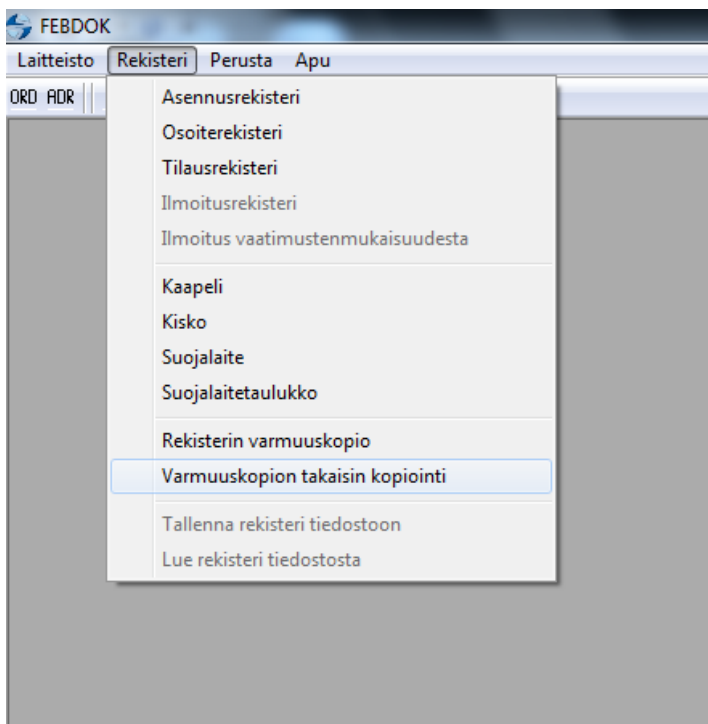 FEBDOK
Laitteisto Rekisteri Perusta Apu
ORD ADR
Asennusrekisteri
Osoiterekisteri
Tilausrekisteri
Ilmoitusrekisteri
Ilmoitus vaatimustenmukaisuudesta
Kaapeli
Kisko
Suojalaite
Suojalaitetaulukko
Rekisterin varmuuskopio
Varmuuskopion takaisin kopiointi
Tallenna rekisteri tiedostoon
Lue rekisteri tiedostosta